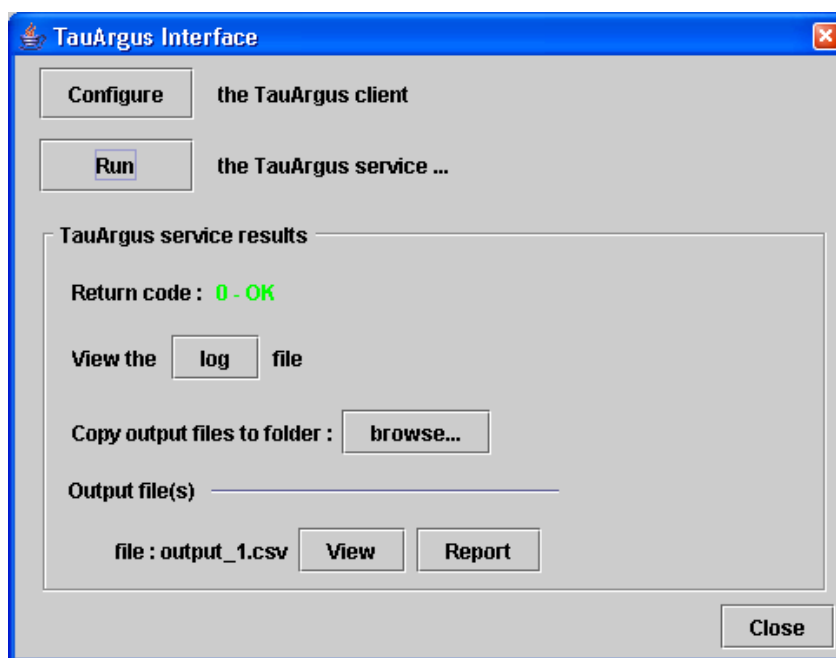 TauArgus Interface
Configure the TauArgus client
Run the TauArgus service ...
TauArgus service results
Return code : 0 - OK
View the log file
Copy output files to folder : browse...
Output file(s)
file : output_1.csv View Report
Close